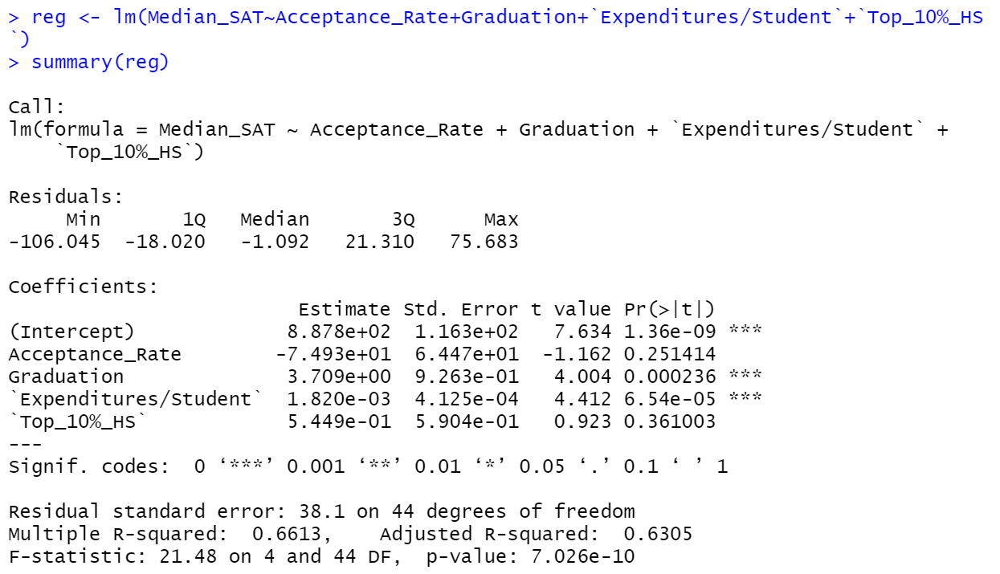 > reg <- lm(Median_SAT~Acceptance_Rate+Graduation+`Expenditures/Student`+`Top_10%_HS
`)
> summary(reg)
Call:
lm(formula = Median_SAT ~ Acceptance_Rate + Graduation + `Expenditures/Student` +
    `Top_10%_HS`)
Residuals:
     Min       1Q   Median       3Q      Max
-106.045  -18.020   -1.092   21.310   75.683
Coefficients:
                         Estimate Std. Error t value Pr(>|t|)
(Intercept)             8.878e+02  1.163e+02   7.634 1.36e-09 ***
Acceptance_Rate        -7.493e+01  6.447e+01  -1.162 0.251414
Graduation              3.709e+00  9.263e-01   4.004 0.000236 ***
`Expenditures/Student`  1.820e-03  4.125e-04   4.412 6.54e-05 ***
`Top_10%_HS`            5.449e-01  5.904e-01   0.923 0.361003
---
Signif. codes:  0 ‘***’ 0.001 ‘**’ 0.01 ‘*’ 0.05 ‘.’ 0.1 ‘ ’ 1
Residual standard error: 38.1 on 44 degrees of freedom
Multiple R-squared:  0.6613,    Adjusted R-squared:  0.6305
F-statistic: 21.48 on 4 and 44 DF,  p-value: 7.026e-10